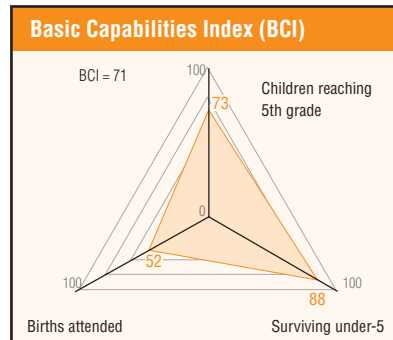 Basic Capabilities Index (BCI)
100
BCI = 71
Children reaching
5th grade
73
0
52
100
100
88
Births attended
Surviving under-5